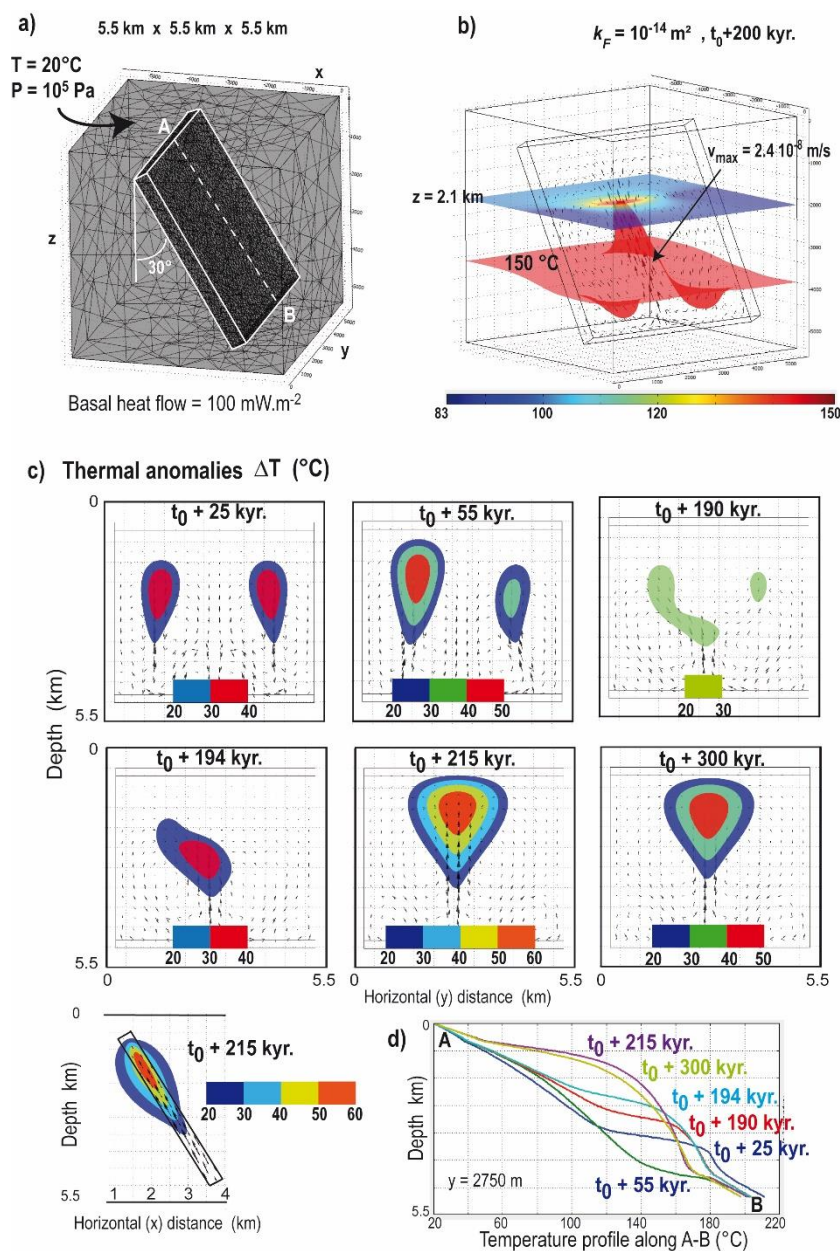 a)
5.5 km x 5.5 km x 5.5 km
T = 20°C
P = 10⁵ Pa
x
A
z
30°
B
y
Basal heat flow = 100 mW.m⁻²
b)
k_F = 10⁻¹⁴ m² , t₀+200 kyr.
v_max = 2.4 10⁻⁸ m/s
z = 2.1 km
150 °C
83 100 120 150
c) Thermal anomalies ΔT (°C)
0
t₀ + 25 kyr.
t₀ + 55 kyr.
t₀ + 190 kyr.
20 30 40
20 30 40 50
20 30
5.5
Depth (km)
0
t₀ + 194 kyr.
t₀ + 215 kyr.
t₀ + 300 kyr.
20 30 40
20 30 40 50 60
20 30 40 50
5.5
0 5.5 0 5.5 0 5.5
Horizontal (y) distance (km)
0
t₀ + 215 kyr.
20 30 40 50 60
Depth km)
5.5
1 2 3 4
Horizontal (x) distance (km)
d)
0
A
t₀ + 215 kyr.
t₀ + 300 kyr.
t₀ + 194 kyr.
t₀ + 190 kyr.
t₀ + 25 kyr.
t₀ + 55 kyr.
Depth km)
y = 2750 m
B
5.5
20 60 100 140 180 220
Temperature profile along A-B (°C)